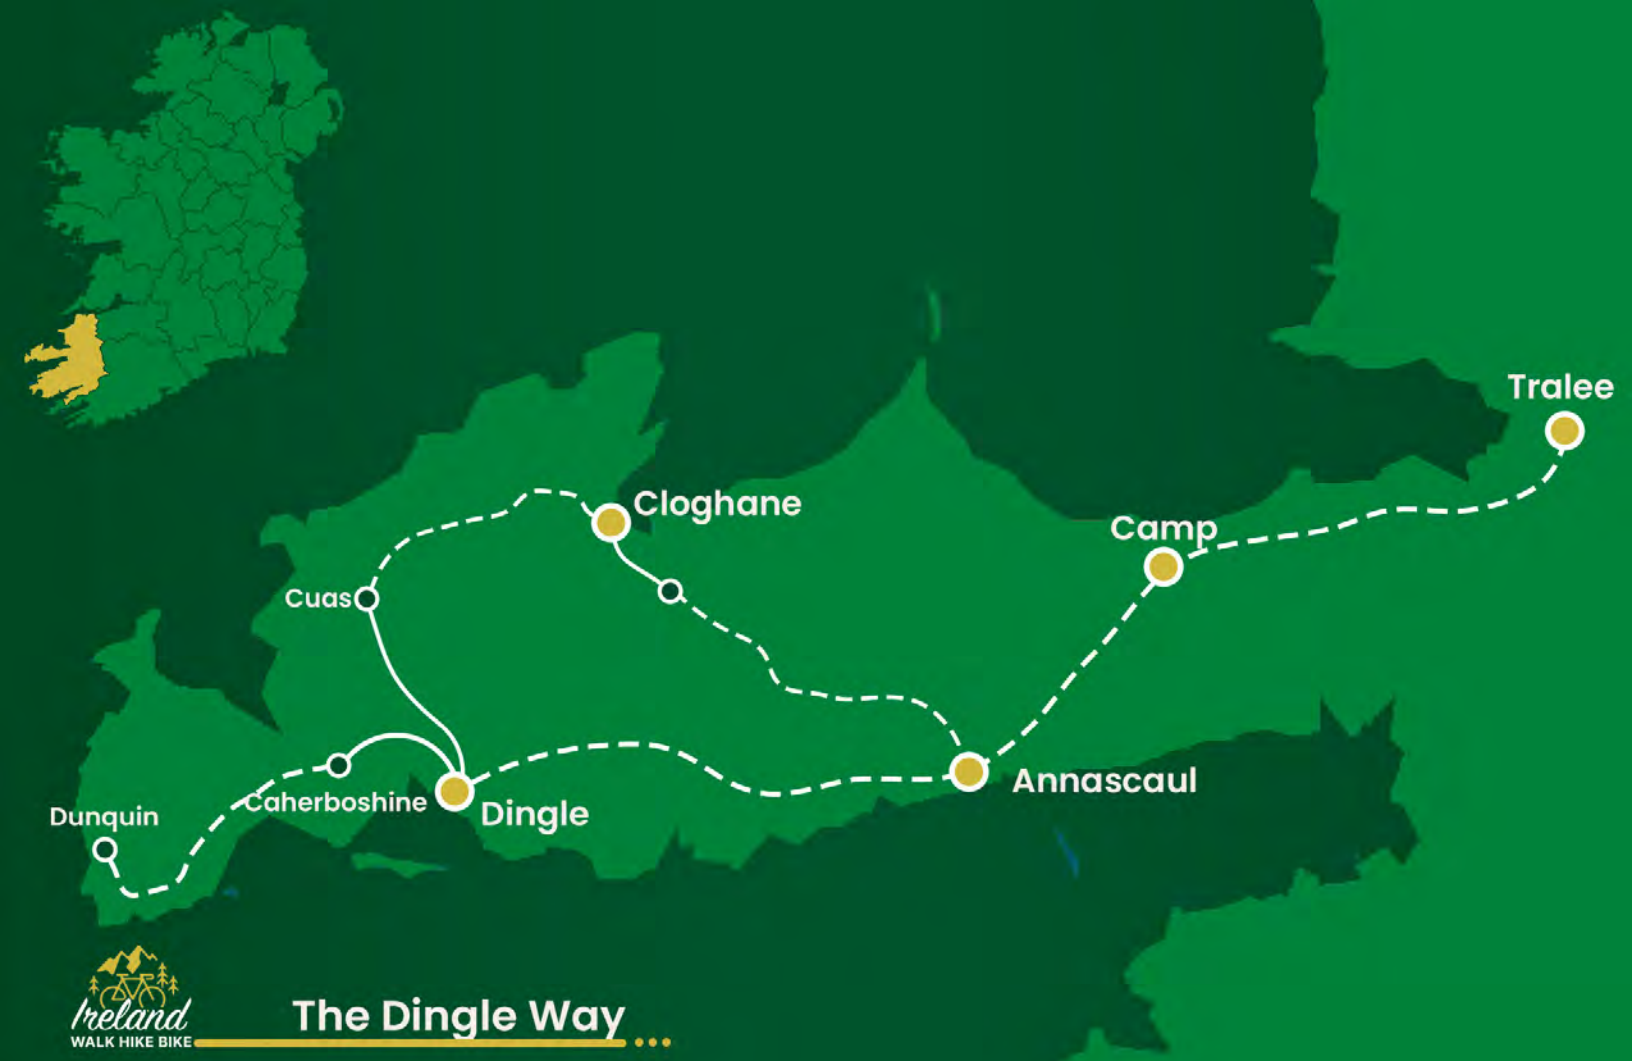 Tralee
Cloghane
Camp
Cuas
Annascaul
Caherboshine
Dingle
Dunquin
Ireland
WALK HIKE BIKE
The Dingle Way